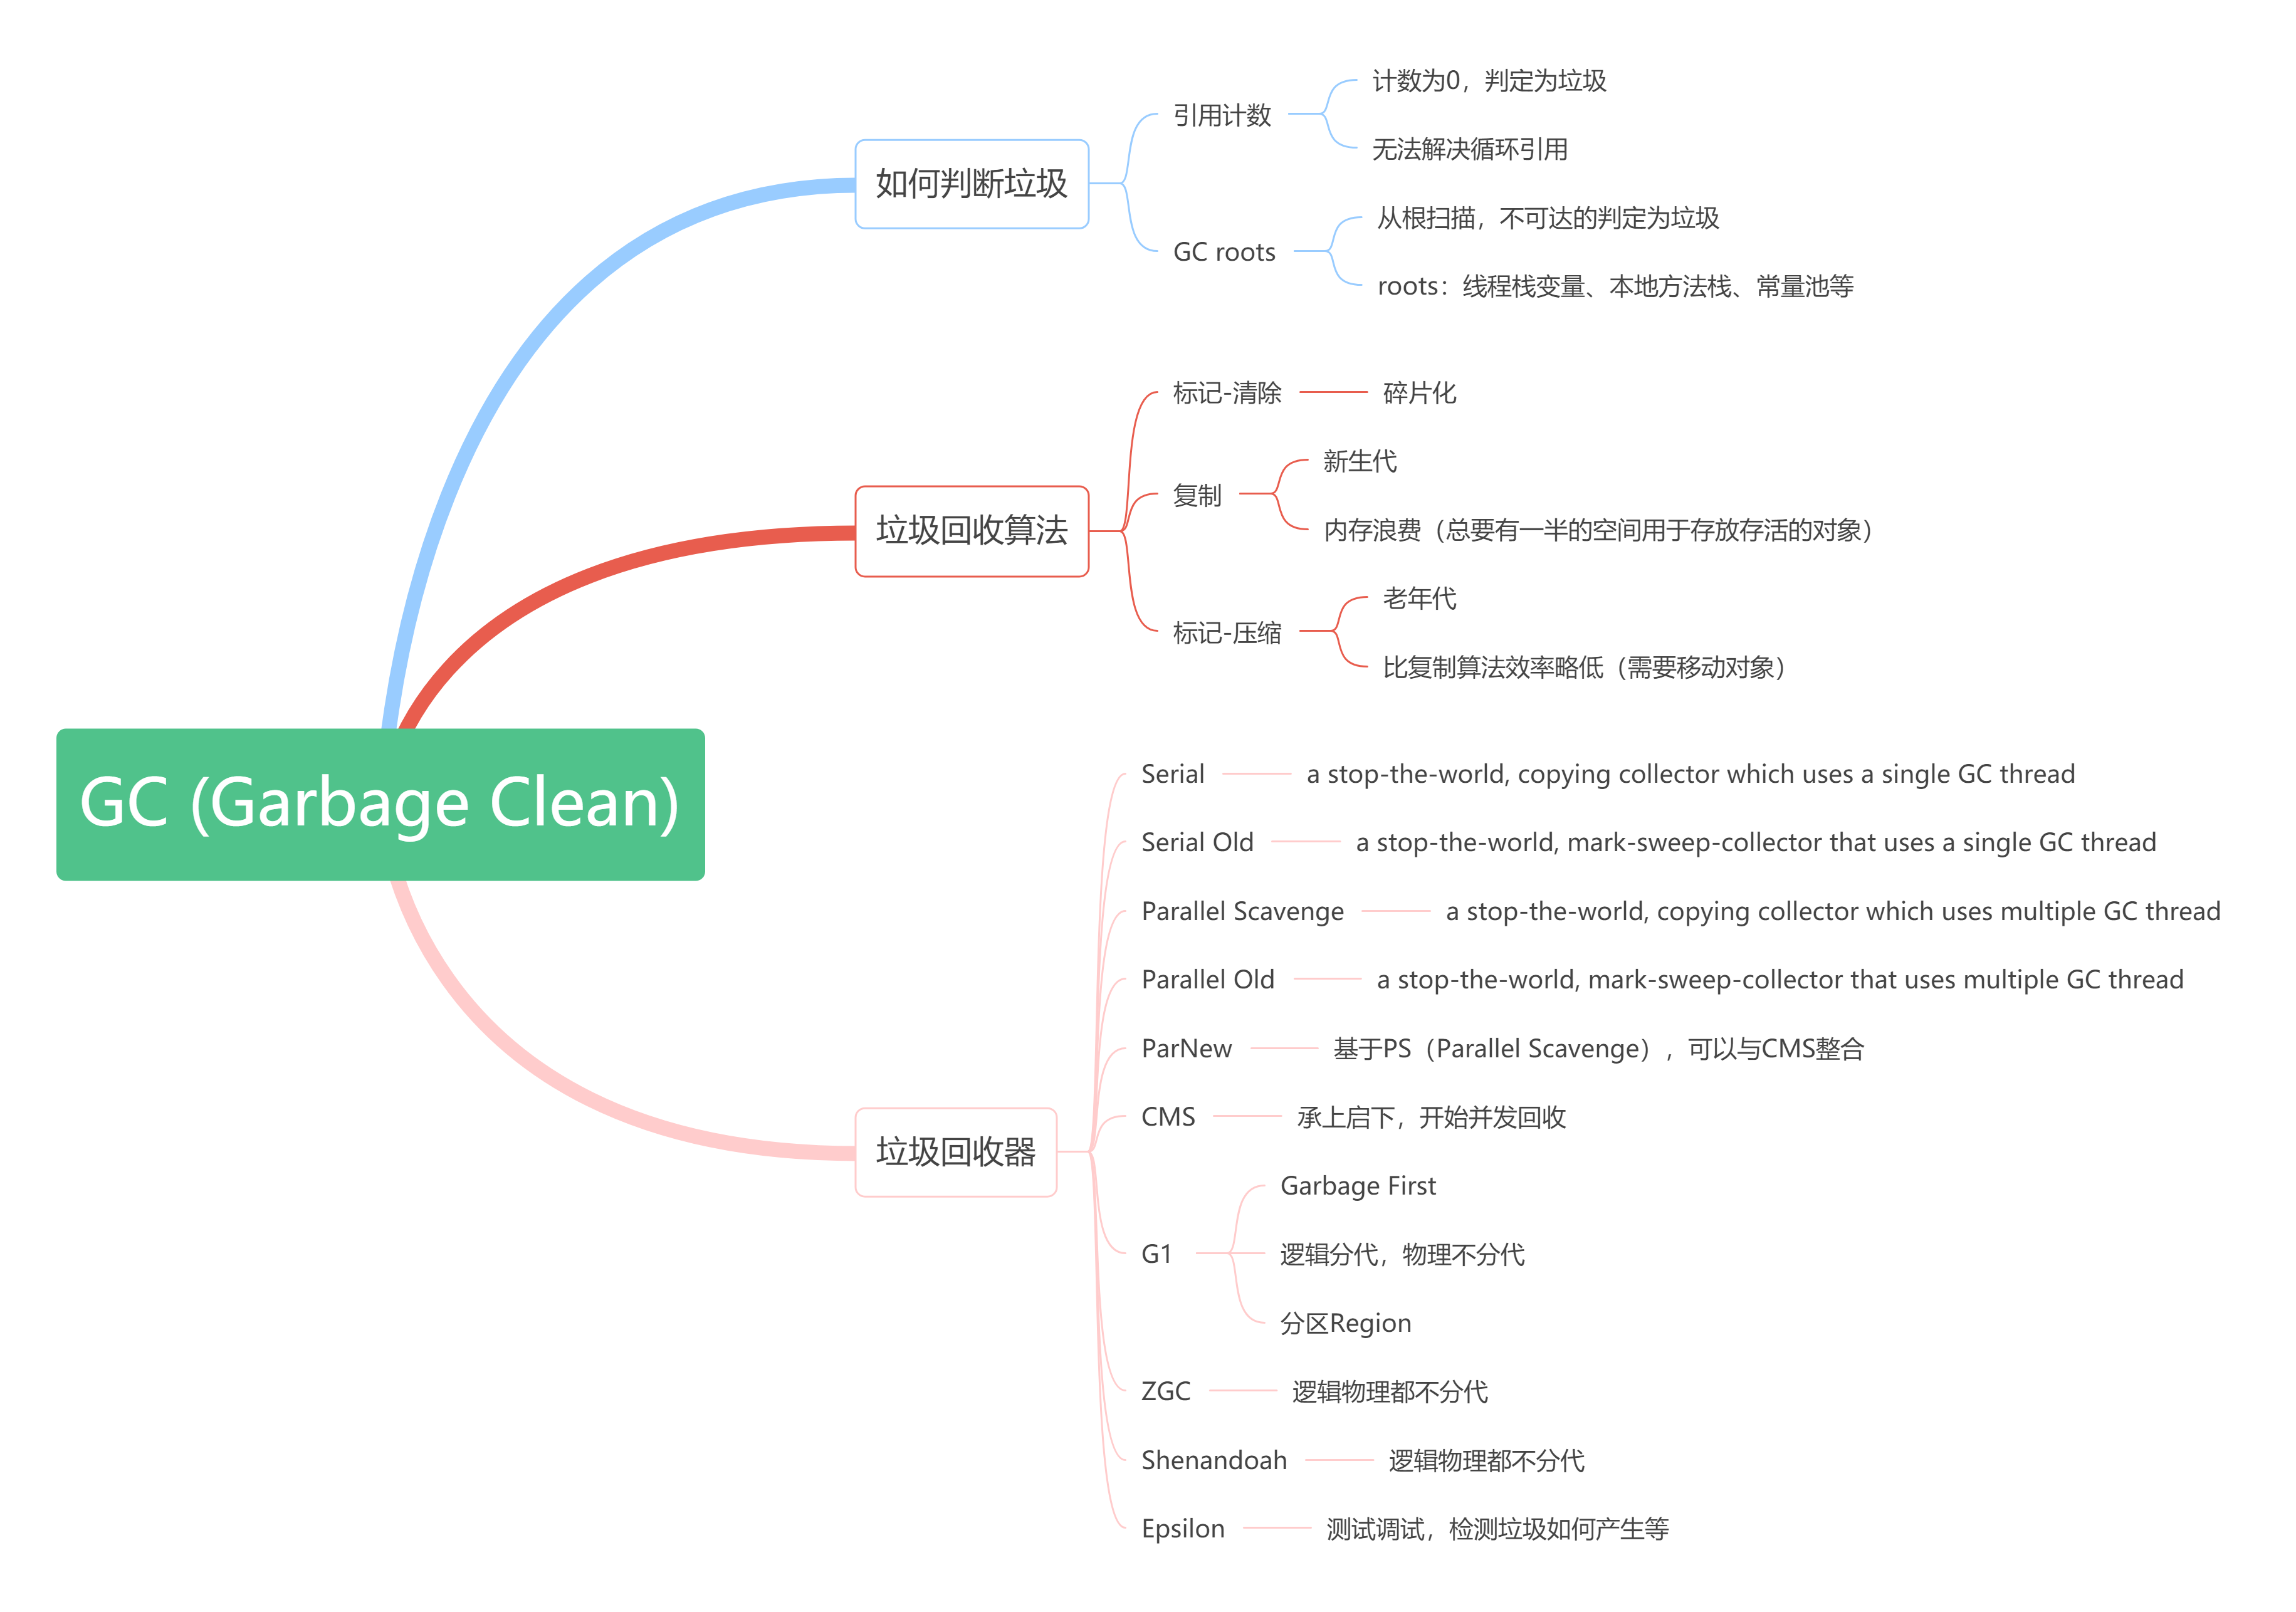 GC (Garbage Clean)
如何判断垃圾
引用计数
计数为0，判定为垃圾
无法解决循环引用
GC roots
从根扫描，不可达的判定为垃圾
roots：线程栈变量、本地方法栈、常量池等
垃圾回收算法
标记-清除
碎片化
复制
新生代
内存浪费（总要有一半的空间用于存放存活的对象）
标记-压缩
老年代
比复制算法效率略低（需要移动对象）
垃圾回收器
Serial
a stop-the-world, copying collector which uses a single GC thread
Serial Old
a stop-the-world, mark-sweep-collector that uses a single GC thread
Parallel Scavenge
a stop-the-world, copying collector which uses multiple GC thread
Parallel Old
a stop-the-world, mark-sweep-collector that uses multiple GC thread
ParNew
基于PS（Parallel Scavenge），可以与CMS整合
CMS
承上启下，开始并发回收
G1
Garbage First
逻辑分代，物理不分代
分区Region
ZGC
逻辑物理都不分代
Shenandoah
逻辑物理都不分代
Epsilon
测试调试，检测垃圾如何产生等